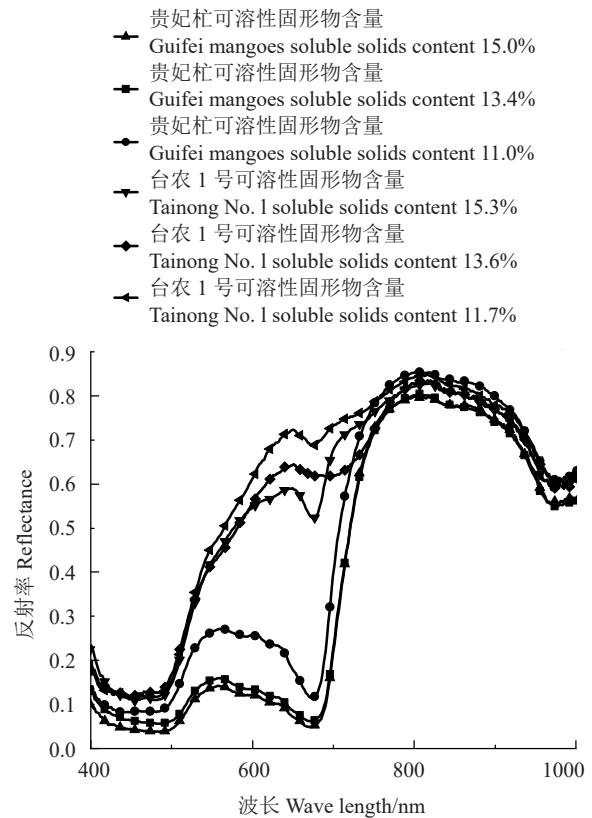 贵妃杧可溶性固形物含量
Guifei mangoes soluble solids content 15.0%
贵妃杧可溶性固形物含量
Guifei mangoes soluble solids content 13.4%
贵妃杧可溶性固形物含量
Guifei mangoes soluble solids content 11.0%
台农 1 号可溶性固形物含量
Tainong No. l soluble solids content 15.3%
台农 1 号可溶性固形物含量
Tainong No. l soluble solids content 13.6%
台农 1 号可溶性固形物含量
Tainong No. l soluble solids content 11.7%
0.9
0.8
0.7
0.6
0.5
0.4
0.3
0.2
0.1
0.0
反射率 Reflectance
400
600
800
1000
波长 Wave length/nm